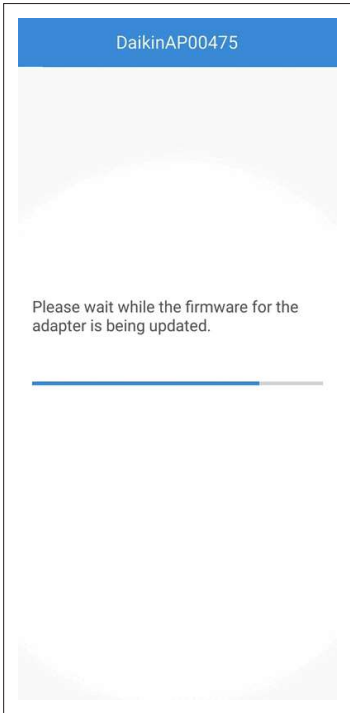 DaikinAP00475
Please wait while the firmware for the
adapter is being updated.